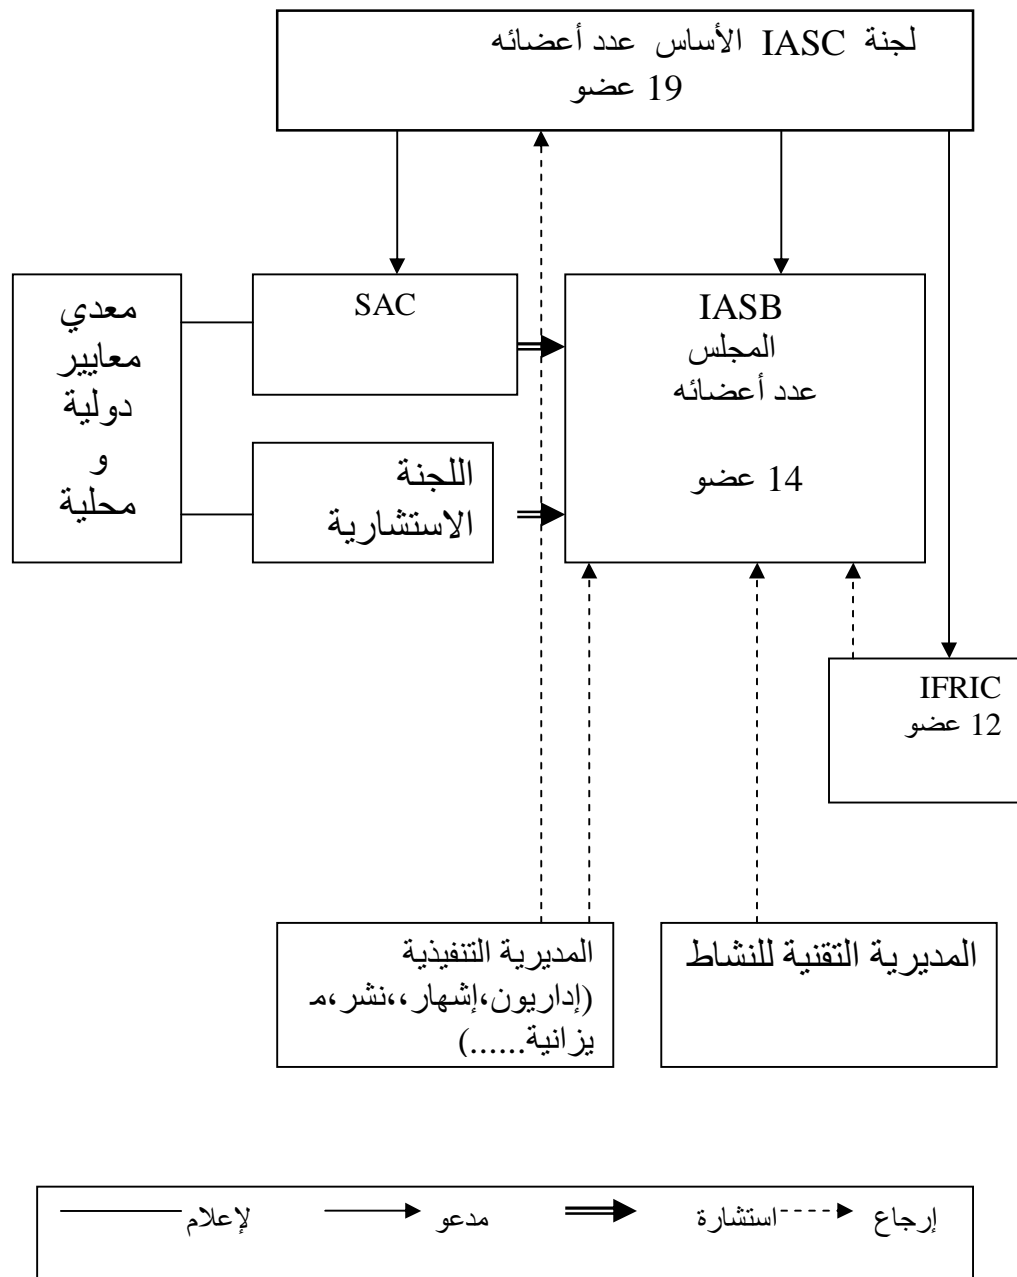 لجنة IASC الأساس عدد أعضائه
19 عضو
معدي
معايير
دولية
و
محلية
SAC
اللجنة
الاستشارية
IASB
المجلس
عدد أعضائه
14 عضو
IFRIC
12 عضو
المديرية التنفيذية
(إداريون،إشهار،،نشر،مـ
يزانية......)
المديرية التقنية للنشاط
إرجاع استشارة مدعو لإعلام